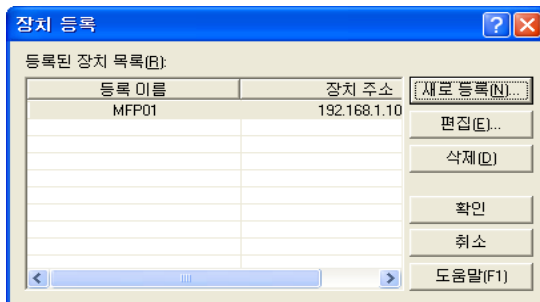 장치 등록
등록된 장치 목록(R):
등록 이름 장치 주소
MFP01 192.168.1.10
새로 등록(N)...
편집(E)...
삭제(D)
확인
취소
도움말(F1)